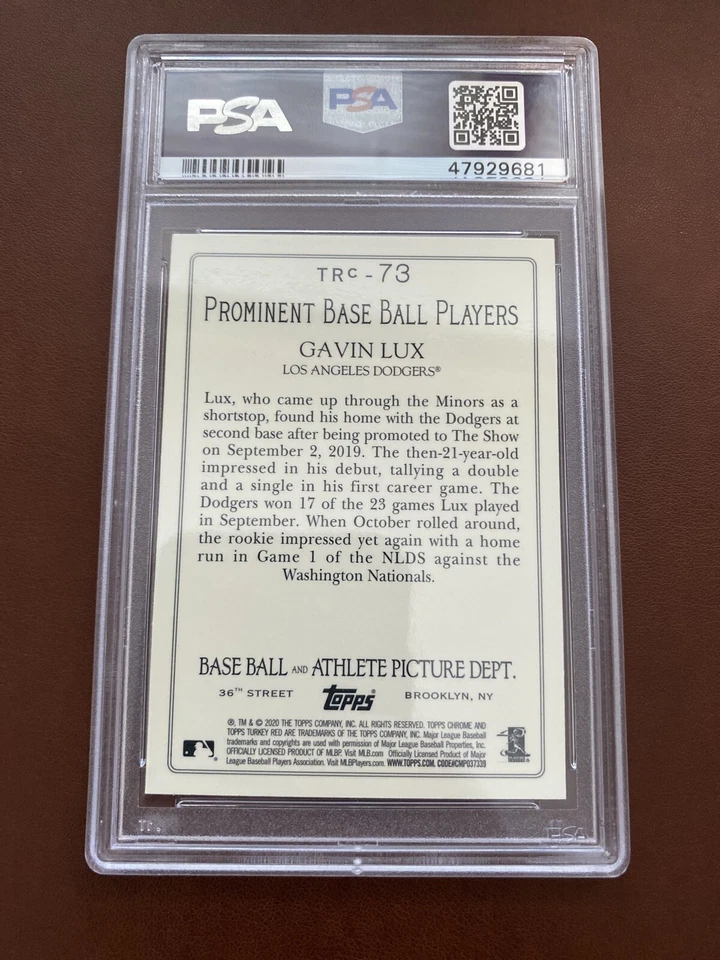 PSA
PSA
47929681
TRC - 73
PROMINENT BASE BALL PLAYERS
GAVIN LUX
LOS ANGELES DODGERS®
Lux, who came up through the Minors as a
shortstop, found his home with the Dodgers at
second base after being promoted to The Show
on September 2, 2019. The then-21-year-old
impressed in his debut, tallying a double
and a single in his first career game. The
Dodgers won 17 of the 23 games Lux played
in September. When October rolled around,
the rookie impressed yet again with a home
run in Game 1 of the NLDS against the
Washington Nationals.
BASE BALL AND ATHLETE PICTURE DEPT.
36TH STREET topps® BROOKLYN, NY
®, TM & © 2020 THE TOPPS COMPANY, INC. ALL RIGHTS RESERVED. TOPPS CHROME AND
TOPPS TURKEY RED ARE TRADEMARKS OF THE TOPPS COMPANY, INC. Major League Baseball
trademarks and copyrights are used with permission of Major League Baseball Properties, Inc.
OFFICIALLY LICENSED PRODUCT OF MLBP. Visit MLB.com Officially Licensed Product of Major
League Baseball Players Association. Visit MLBPlayers.com. WWW.TOPPS.COM. CODE#CMP037339
PSA